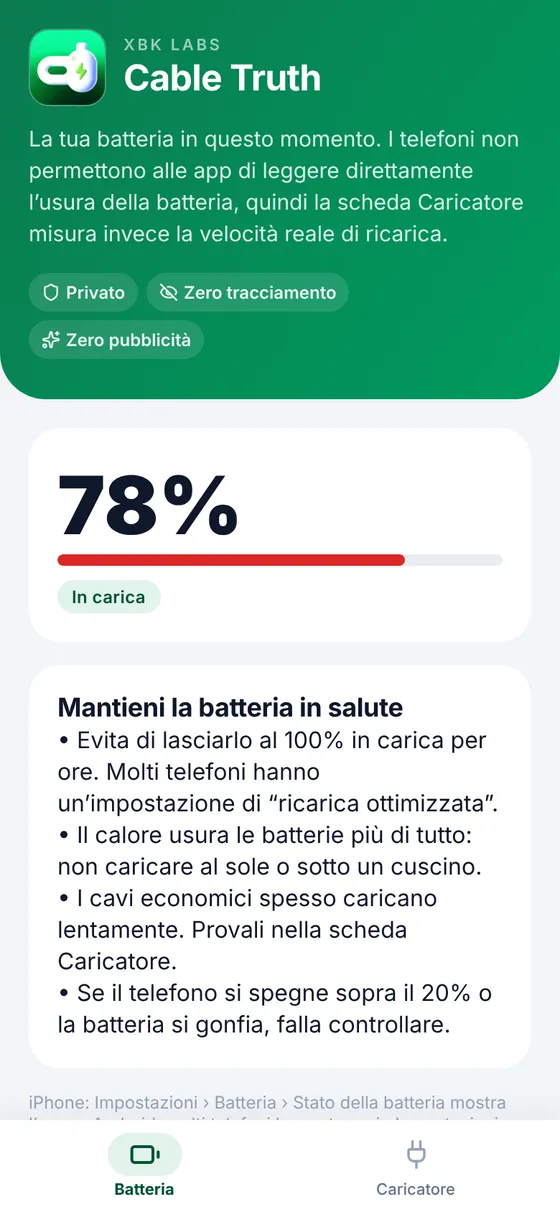 XBK LABS
Cable Truth
La tua batteria in questo momento. I telefoni non
permettono alle app di leggere direttamente
l’usura della batteria, quindi la scheda Caricatore
misura invece la velocità reale di ricarica.
Privato
Zero tracciamento
Zero pubblicità
78%
In carica
Mantieni la batteria in salute
• Evita di lasciarlo al 100% in carica per
ore. Molti telefoni hanno
un’impostazione di “ricarica ottimizzata”.
• Il calore usura le batterie più di tutto:
non caricare al sole o sotto un cuscino.
• I cavi economici spesso caricano
lentamente. Provali nella scheda
Caricatore.
• Se il telefono si spegne sopra il 20% o
la batteria si gonfia, falla controllare.
iPhone: Impostazioni › Batteria › Stato della batteria mostra
Batteria
Caricatore